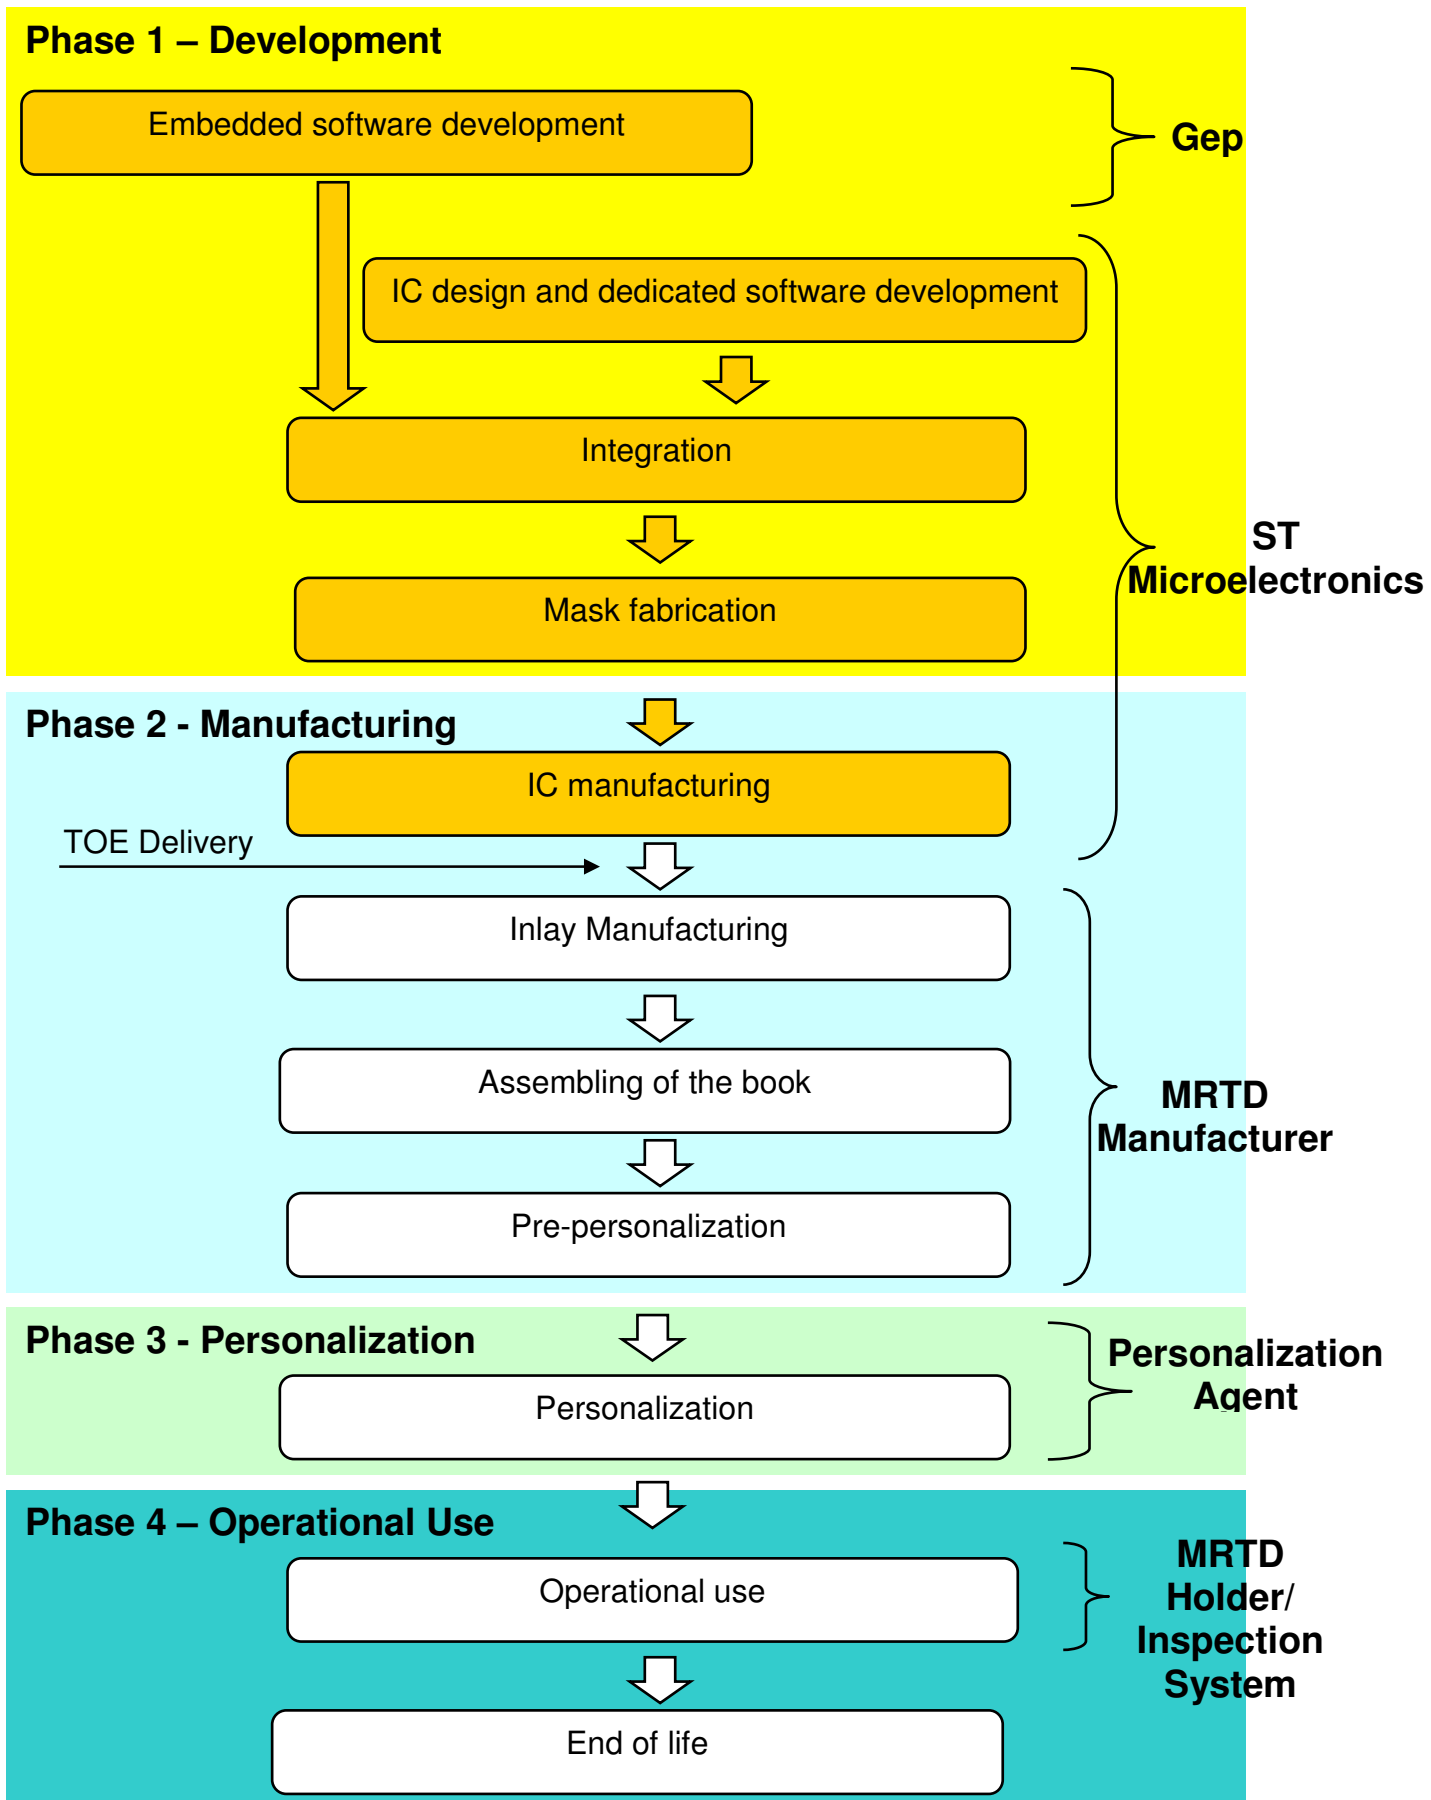 Phase 1 – Development
Embedded software development
Gep
IC design and dedicated software development
Integration
ST
Microelectronics
Mask fabrication
Phase 2 - Manufacturing
IC manufacturing
TOE Delivery
Inlay Manufacturing
Assembling of the book
MRTD
Manufacturer
Pre-personalization
Phase 3 - Personalization
Personalization
Agent
Personalization
Phase 4 – Operational Use
Operational use
MRTD
Holder/
Inspection
System
End of life